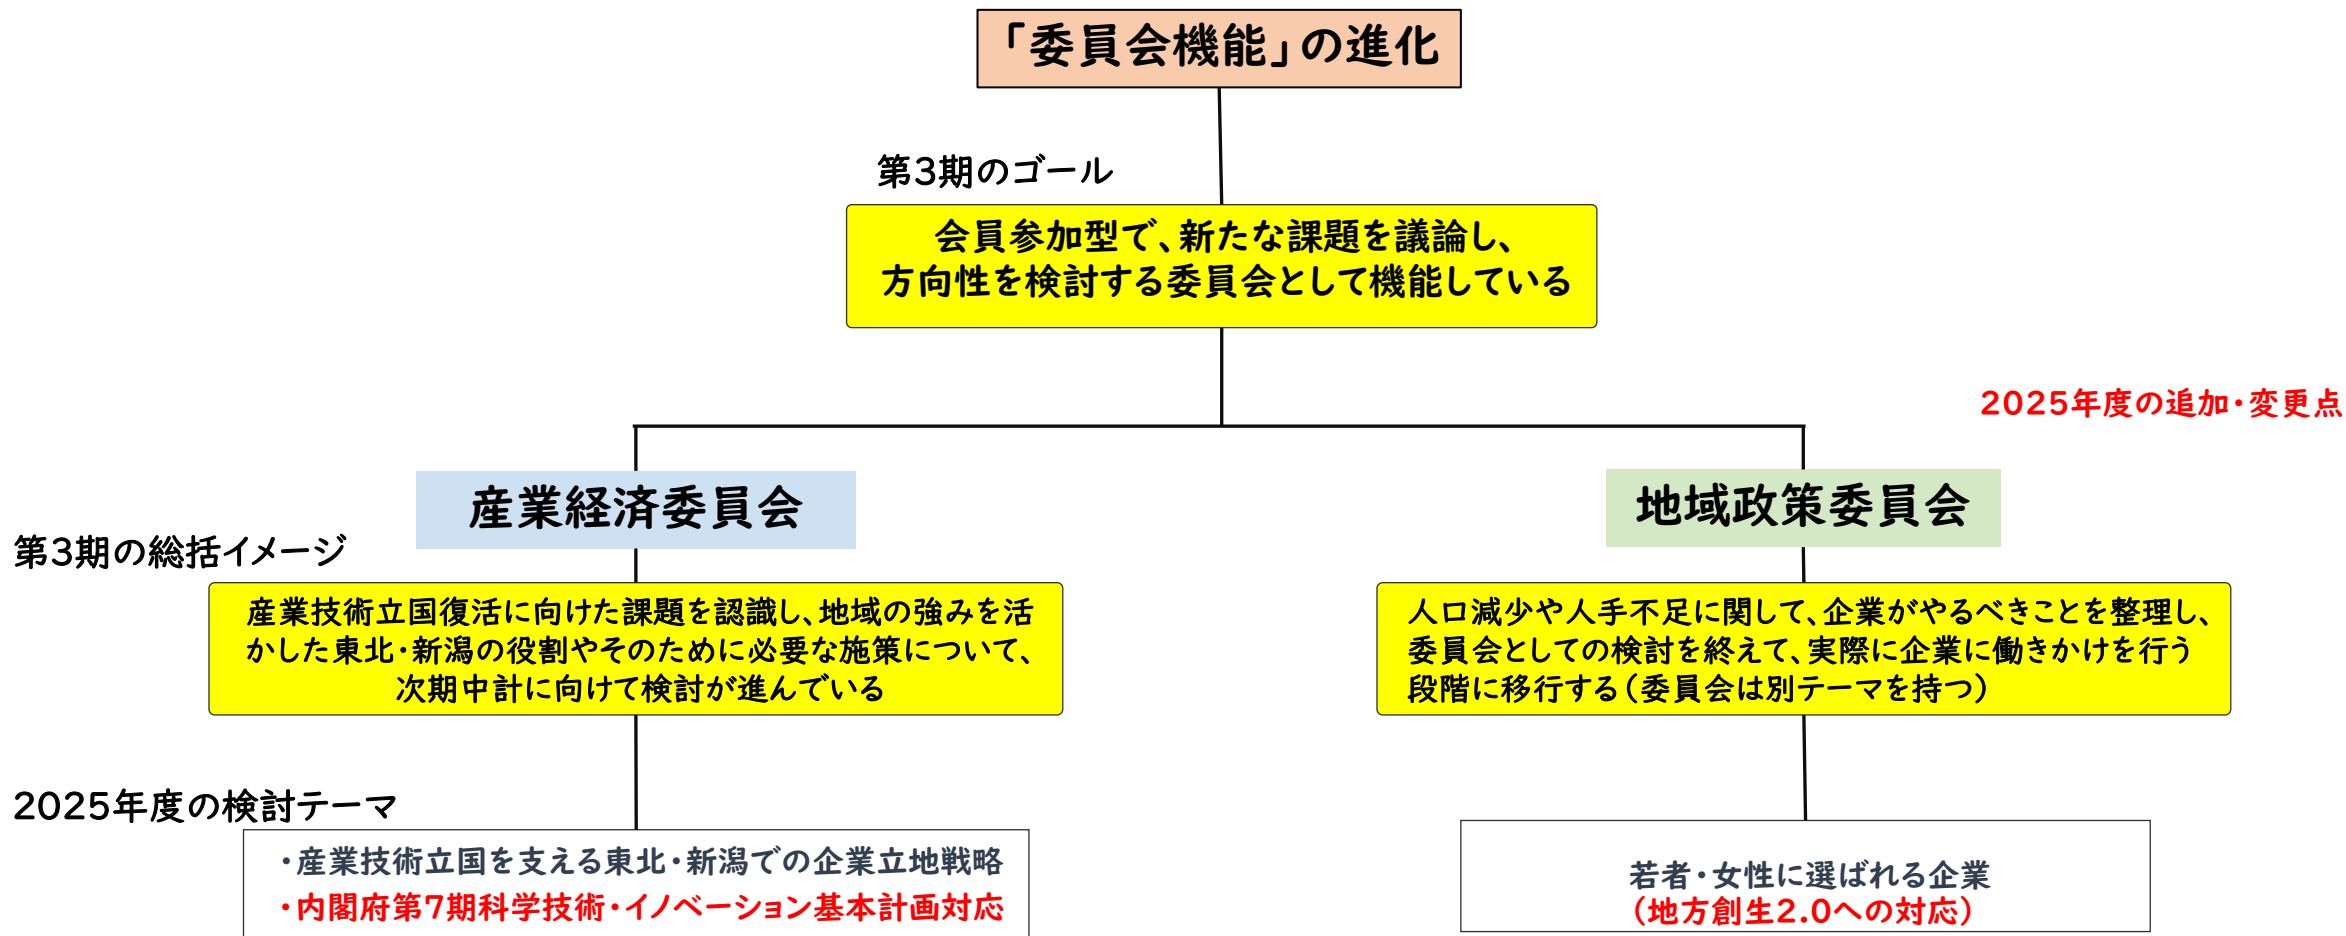 「委員会機能」の進化
第3期のゴール
会員参加型で、新たな課題を議論し、
方向性を検討する委員会として機能している
2025年度の追加・変更点
産業経済委員会
地域政策委員会
第3期の総括イメージ
産業技術立国復活に向けた課題を認識し、地域の強みを活
かした東北・新潟の役割やそのために必要な施策について、
次期中計に向けて検討が進んでいる
人口減少や人手不足に関して、企業がやるべきことを整理し、
委員会としての検討を終えて、実際に企業に働きかけを行う
段階に移行する（委員会は別テーマを持つ）
2025年度の検討テーマ
・産業技術立国を支える東北・新潟での企業立地戦略
・内閣府第7期科学技術・イノベーション基本計画対応
若者・女性に選ばれる企業
（地方創生2.0への対応）